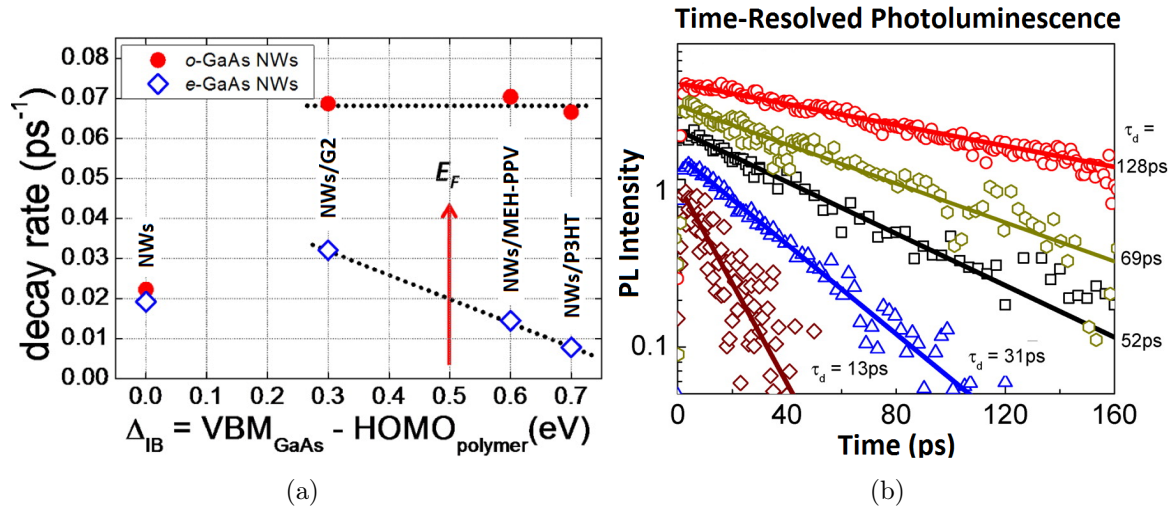 0.08
0.07
0.06
0.05
0.04
0.03
0.02
0.01
0.00
decay rate (ps⁻¹)
o-GaAs NWs
e-GaAs NWs
NWs
NWs/G2
E_F
NWs/MEH-PPV
NWs/P3HT
0.0 0.1 0.2 0.3 0.4 0.5 0.6 0.7
Δ_IB = VBM_GaAs - HOMO_polymer(eV)
(a)
Time-Resolved Photoluminescence
PL Intensity
1
0.1
τ_d =
128ps
69ps
52ps
τ_d = 31ps
τ_d = 13ps
0 40 80 120 160
Time (ps)
(b)